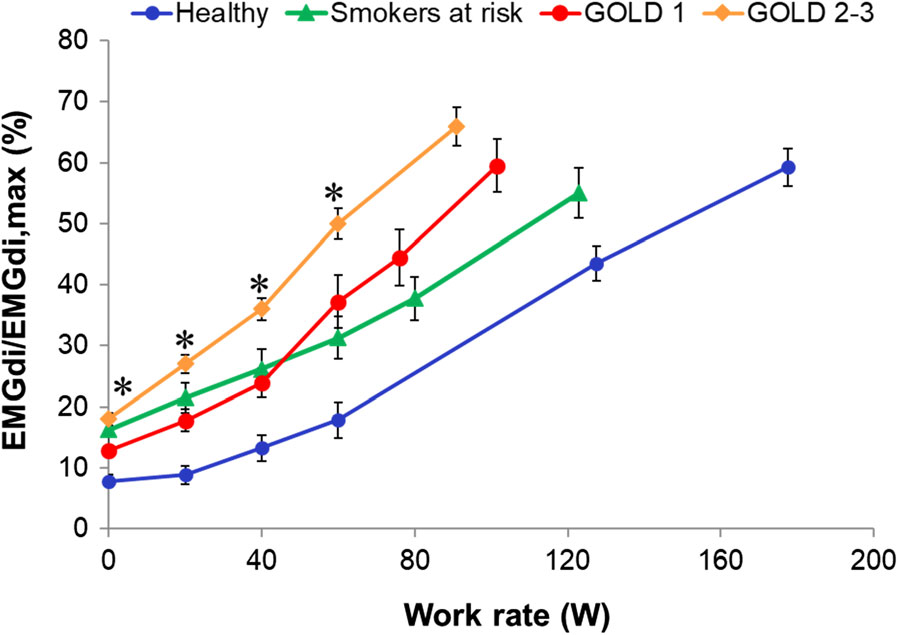 Healthy Smokers at risk GOLD 1 GOLD 2-3
80
70
60
50
40
30
20
10
0
EMGdi/EMGdi,max (%)
* * * *
0 40 80 120 160 200
Work rate (W)